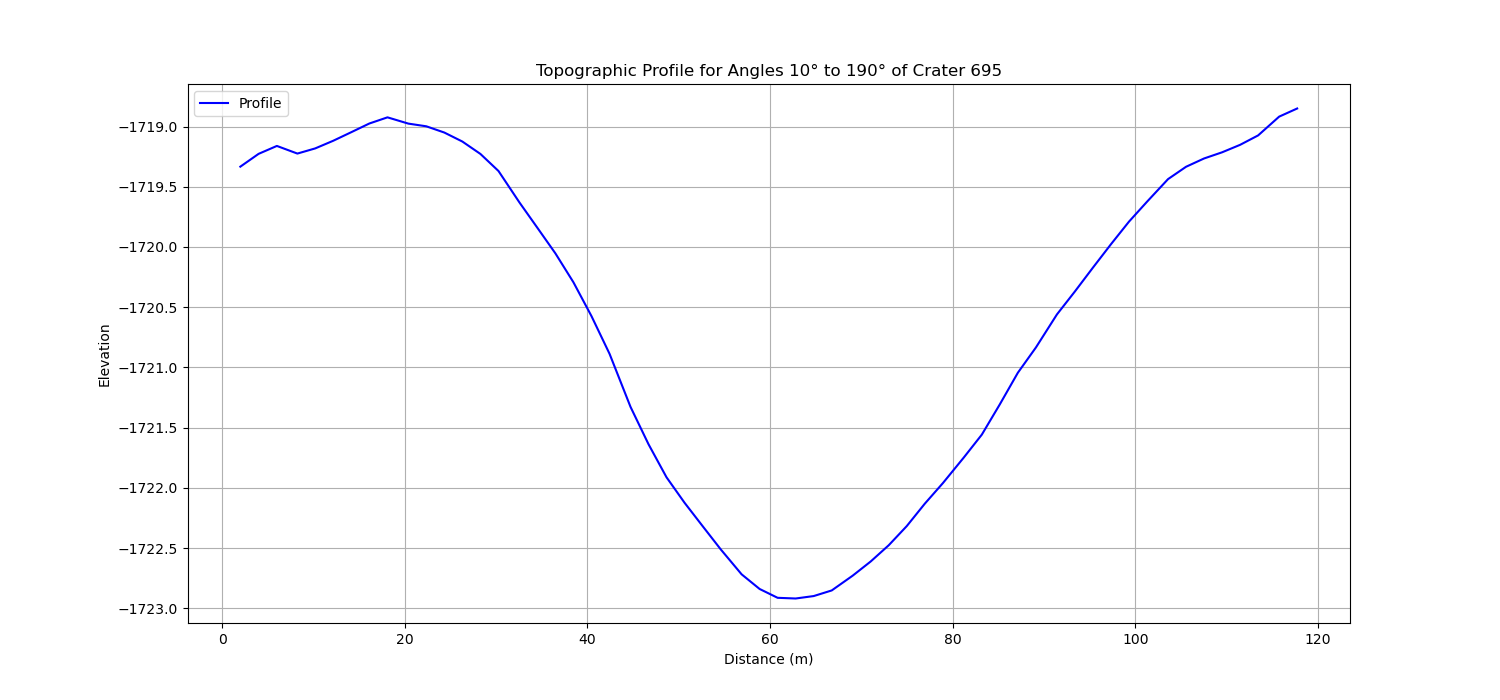 Topographic Profile for Angles 10° to 190° of Crater 695
Profile
−1719.0
−1719.5
−1720.0
−1720.5
−1721.0
−1721.5
−1722.0
−1722.5
−1723.0
Elevation
0 20 40 60 80 100 120
Distance (m)